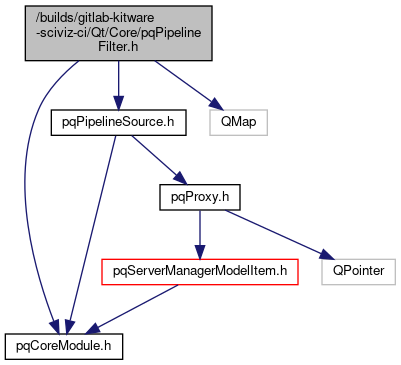 /builds/gitlab-kitware
-sciviz-ci/Qt/Core/pqPipeline
Filter.h
pqPipelineSource.h
QMap
pqProxy.h
pqServerManagerModelItem.h
QPointer
pqCoreModule.h